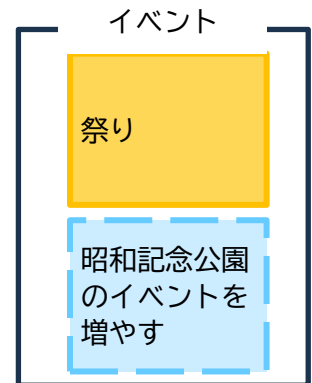 イベント
祭り
昭和記念公園
のイベントを
増やす